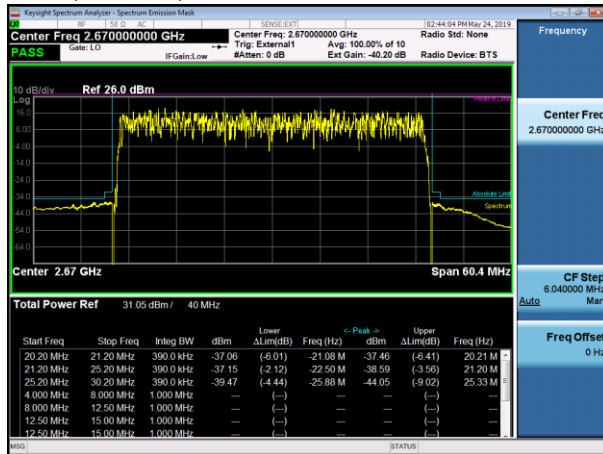 Keysight Spectrum Analyzer - Spectrum Emission Mask
RF 50 Ω AC SENSE:EXT 02:44:04 PM May 24, 2019
Center Freq 2.670000000 GHz Center Freq: 2.670000000 GHz Radio Std: None Frequency
PASS Gate: LO Trig: External1 Avg: 100.00% of 10
IFGain:Low #Atten: 0 dB Ext Gain: -40.20 dB Radio Device: BTS
10 dB/div Ref 26.0 dBm
Log
16.0
6.00
-4.00
-14.0
-24.0
-34.0
-44.0
-54.0
-64.0
Absolute Limit
Spectrum
Center 2.67 GHz Span 60.4 MHz
Center Freq
2.670000000 GHz
CF Step
6.040000 MHz
Auto Man
Freq Offset
0 Hz
Total Power Ref 31.05 dBm / 40 MHz
Lower <- Peak -> Upper
Start Freq Stop Freq Integ BW dBm ΔLim(dB) Freq (Hz) dBm ΔLim(dB) Freq (Hz)
20.20 MHz 21.20 MHz 390.0 kHz -37.06 (-6.01) -21.08 M -37.46 (-6.41) 20.21 M
21.20 MHz 25.20 MHz 390.0 kHz -37.15 (-2.12) -22.50 M -38.59 (-3.56) 21.20 M
25.20 MHz 30.20 MHz 390.0 kHz -39.47 (-4.44) -25.88 M -44.05 (-9.02) 25.33 M
4.000 MHz 8.000 MHz 1.000 MHz --- (---) --- --- (---) ---
8.000 MHz 12.50 MHz 1.000 MHz --- (---) --- --- (---) ---
12.50 MHz 15.00 MHz 1.000 MHz --- (---) --- --- (---) ---
12.50 MHz 15.00 MHz 1.000 MHz --- (---) --- --- (---) ---
MSG STATUS